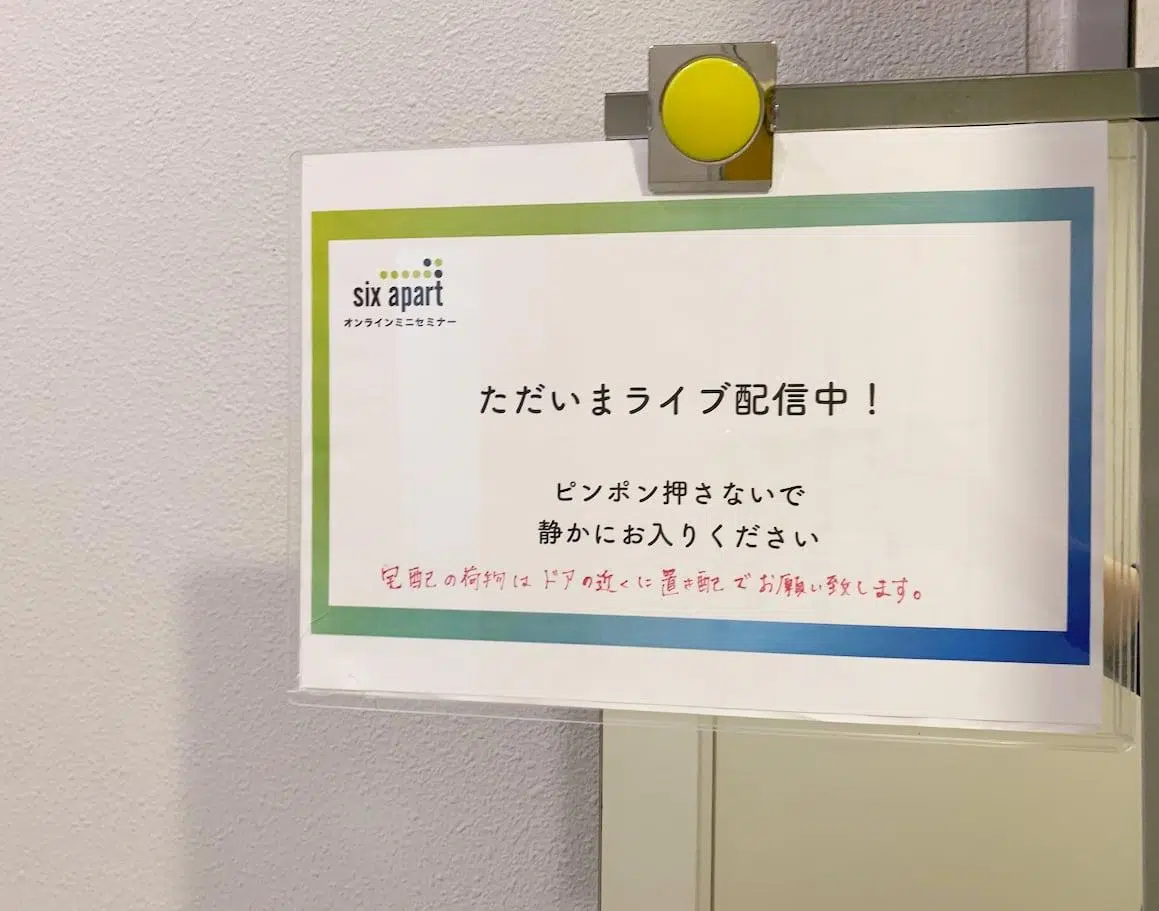 six apart
オンラインミニセミナー
ただいまライブ配信中！
ピンポン押さないで
静かにお入りください
宅配の荷物はドアの近くに置き配でお願い致します。